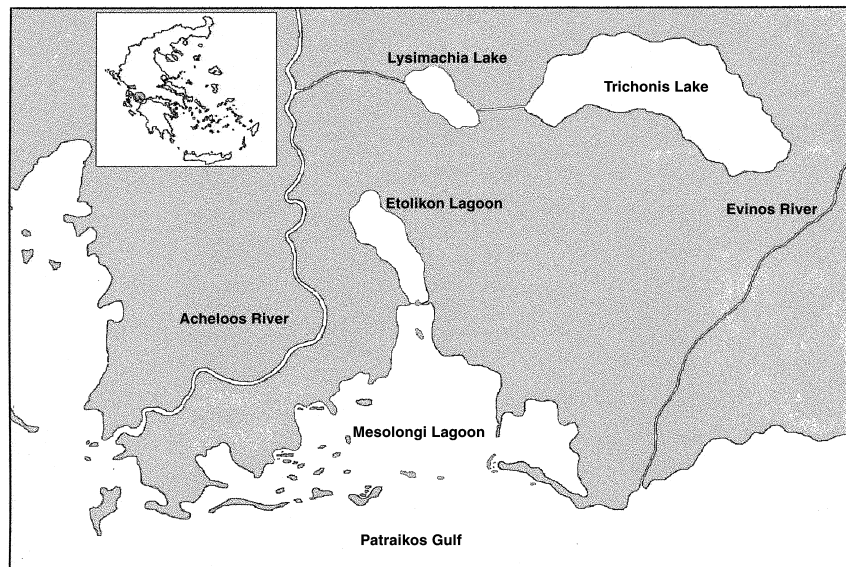 Lysimachia Lake
Trichonis Lake
Etolikon Lagoon
Evinos River
Acheloos River
Mesolongi Lagoon
Patraikos Gulf